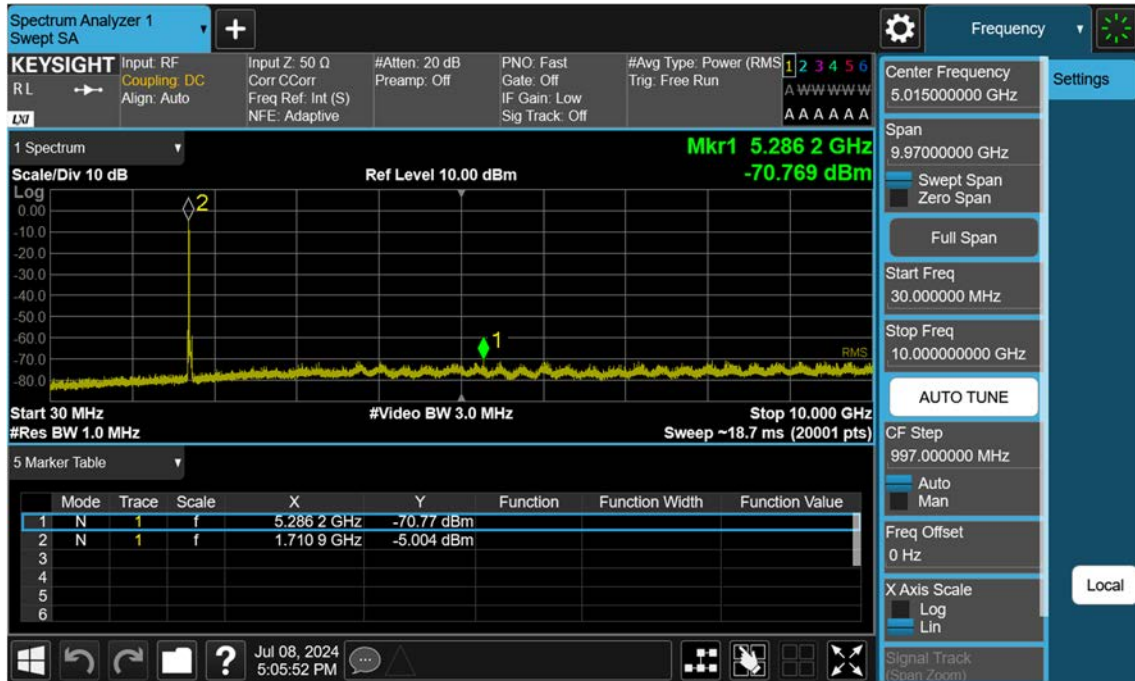 Spectrum Analyzer 1
Swept SA
Frequency
KEYSIGHT
R L
LXI
Input: RF
Coupling: DC
Align: Auto
Input Z: 50 Ω
Corr CCorr
Freq Ref: Int (S)
NFE: Adaptive
#Atten: 20 dB
Preamp: Off
PNO: Fast
Gate: Off
IF Gain: Low
Sig Track: Off
#Avg Type: Power (RMS
Trig: Free Run
1 2 3 4 5 6
A W W W W W
A A A A A A
1 Spectrum
Scale/Div 10 dB
Ref Level 10.00 dBm
Mkr1 5.286 2 GHz
-70.769 dBm
Log
0.00
-10.0
-20.0
-30.0
-40.0
-50.0
-60.0
-70.0
-80.0
2
1
RMS
Start 30 MHz
#Video BW 3.0 MHz
Stop 10.000 GHz
#Res BW 1.0 MHz
Sweep ~18.7 ms (20001 pts)
5 Marker Table
Mode Trace Scale X Y Function Function Width Function Value
1 N 1 f 5.286 2 GHz -70.77 dBm
2 N 1 f 1.710 9 GHz -5.004 dBm
3
4
5
6
Jul 08, 2024
5:05:52 PM
Center Frequency
5.015000000 GHz
Settings
Span
9.97000000 GHz
Swept Span
Zero Span
Full Span
Start Freq
30.000000 MHz
Stop Freq
10.000000000 GHz
AUTO TUNE
CF Step
997.000000 MHz
Auto
Man
Freq Offset
0 Hz
X Axis Scale
Log
Lin
Local
Signal Track
(Span Zoom)